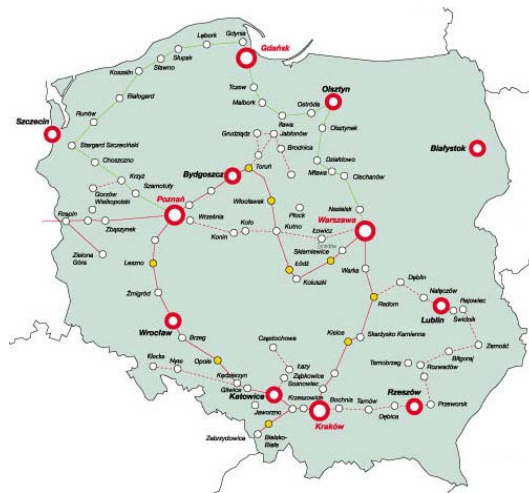 Lębork
Gdynia
Gdańsk
Słupsk
Sławno
Koszalin
Białogard
Tczew
Malbork
Ostróda
Olsztyn
Runów
Szczecin
Iława
Grudziądz
Jabłonów
Olsztynek
Białystok
Stargard Szczeciński
Brodnica
Działdowo
Choszczno
Mława
Ciechanów
Krzyż
Bydgoszcz
Toruń
Szamotuły
Gorzów
Wielkopolski
Poznań
Włocławek
Nasielsk
Rzepin
Września
Płock
Warszawa
Zbąszynek
Koło
Kutno
Łowicz
Konin
Skierniewice
Zielona
Góra
Łódź
Leszno
Koluszki
Warka
Dęblin
Żmigród
Nałęczów
Radom
Rejowiec
Lublin
Świdnik
Wrocław
Brzeg
Kielce
Skarżysko Kamienna
Częstochowa
Zamość
Biłgoraj
Nysa
Opole
Łazy
Tarnobrzeg
Rozwadów
Kędzierzyn
Ząbkowice
Sosnowiec
Gliwice
Katowice
Krzeszowice
Bochnia
Tarnów
Rzeszów
Jaworzno
Kraków
Dębica
Przeworsk
Zebrzydowice
Bielsko-
Biała